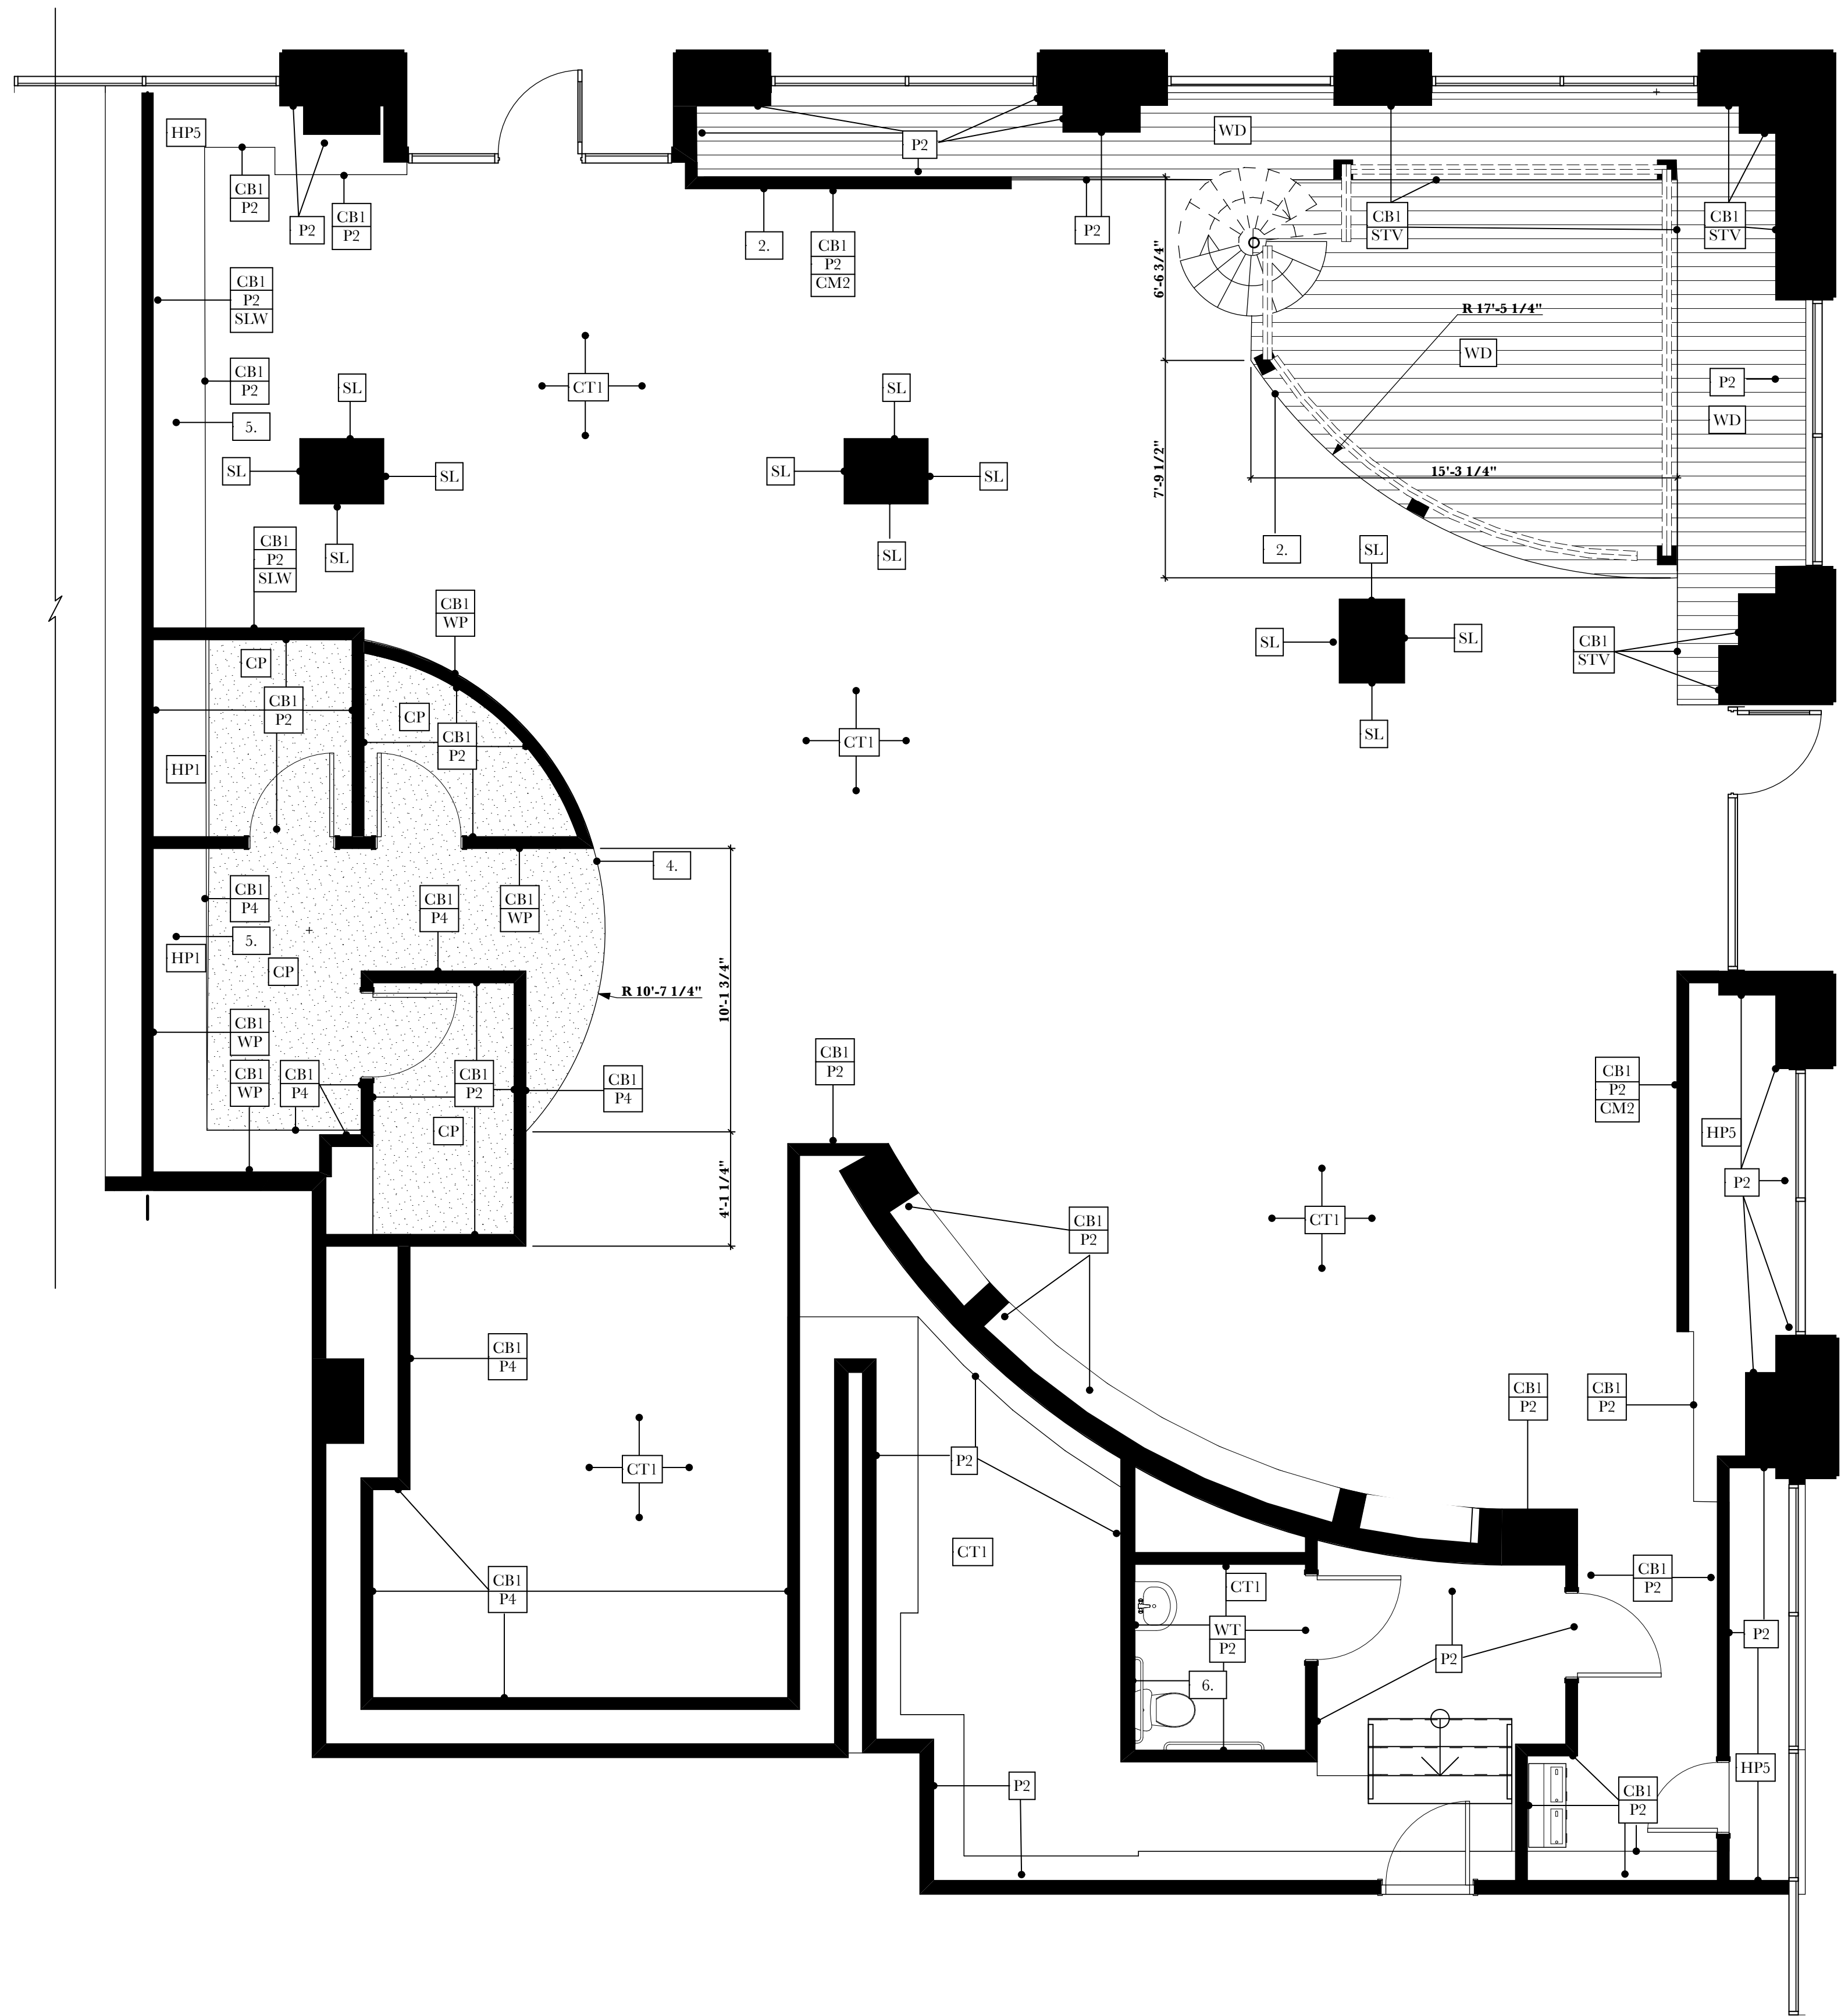 HP5
CB1
P2
P2
CB1
P2
P2
WD
2.
CB1
P2
CM2
P2
CB1
STV
CB1
STV
CB1
P2
SLW
6'-6 3/4"
R 17'-5 1/4"
WD
CB1
P2
SL
CT1
SL
P2
WD
5.
SL
SL
SL
SL
7'-9 1/2"
15'-3 1/4"
SL
SL
CB1
P2
SLW
2.
SL
CB1
WP
SL
SL
CB1
STV
CP
CB1
P2
CP
CB1
P2
SL
CT1
HP1
4.
CB1
P4
CB1
P4
CB1
WP
5.
HP1
CP
R 10'-7 1/4"
10'-1 3/4"
CB1
WP
CB1
WP
CB1
P4
CB1
P2
CB1
P4
CP
CB1
P2
CB1
P2
CM2
HP5
P2
4'-1 1/4"
CB1
P2
CT1
CB1
P4
CB1
P2
CB1
P2
CT1
P2
CT1
CB1
P4
CT1
WT
P2
6.
P2
CB1
P2
P2
P2
HP5
CB1
P2